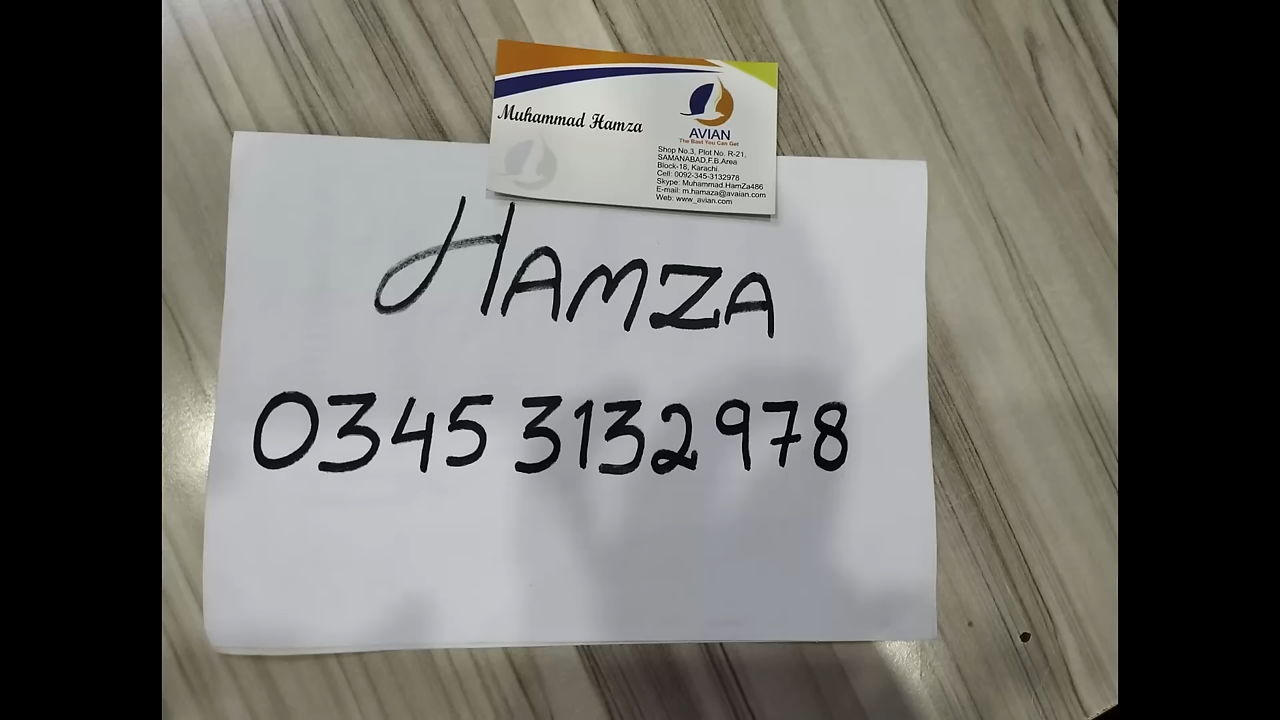 Muhammad Hamza
AVIAN
The Best You Can Get
Shop No.3, Plot No. R-21,
SAMANABAD,F.B.Area
Block-18, Karachi.
Cell: 0092-345-3132978
Skype: Muhammad.HamZa486
E-mail: m.hamaza@avaian.com
Web: www_avian.com
HAMZA
0345 3132978